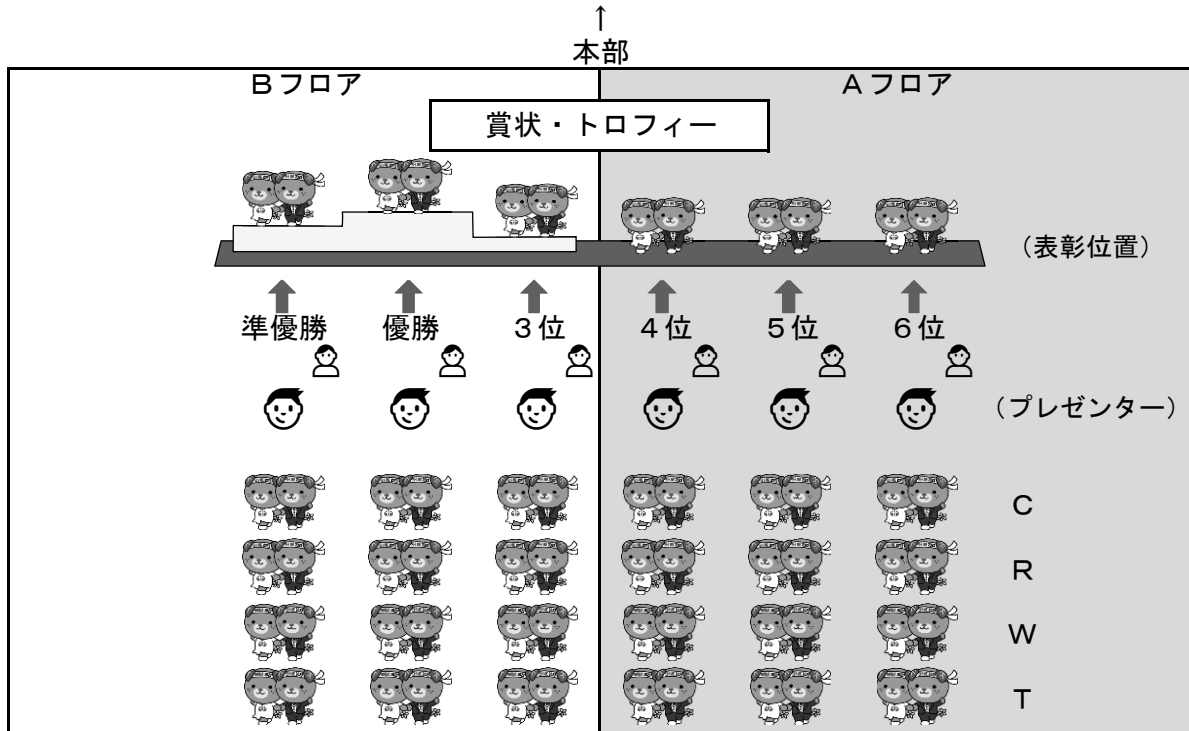 ↑
本部
Ｂフロア
Ａフロア
賞状・トロフィー
（表彰位置）
準優勝
優勝
３位
４位
５位
６位
（プレゼンター）
Ｃ
Ｒ
Ｗ
Ｔ